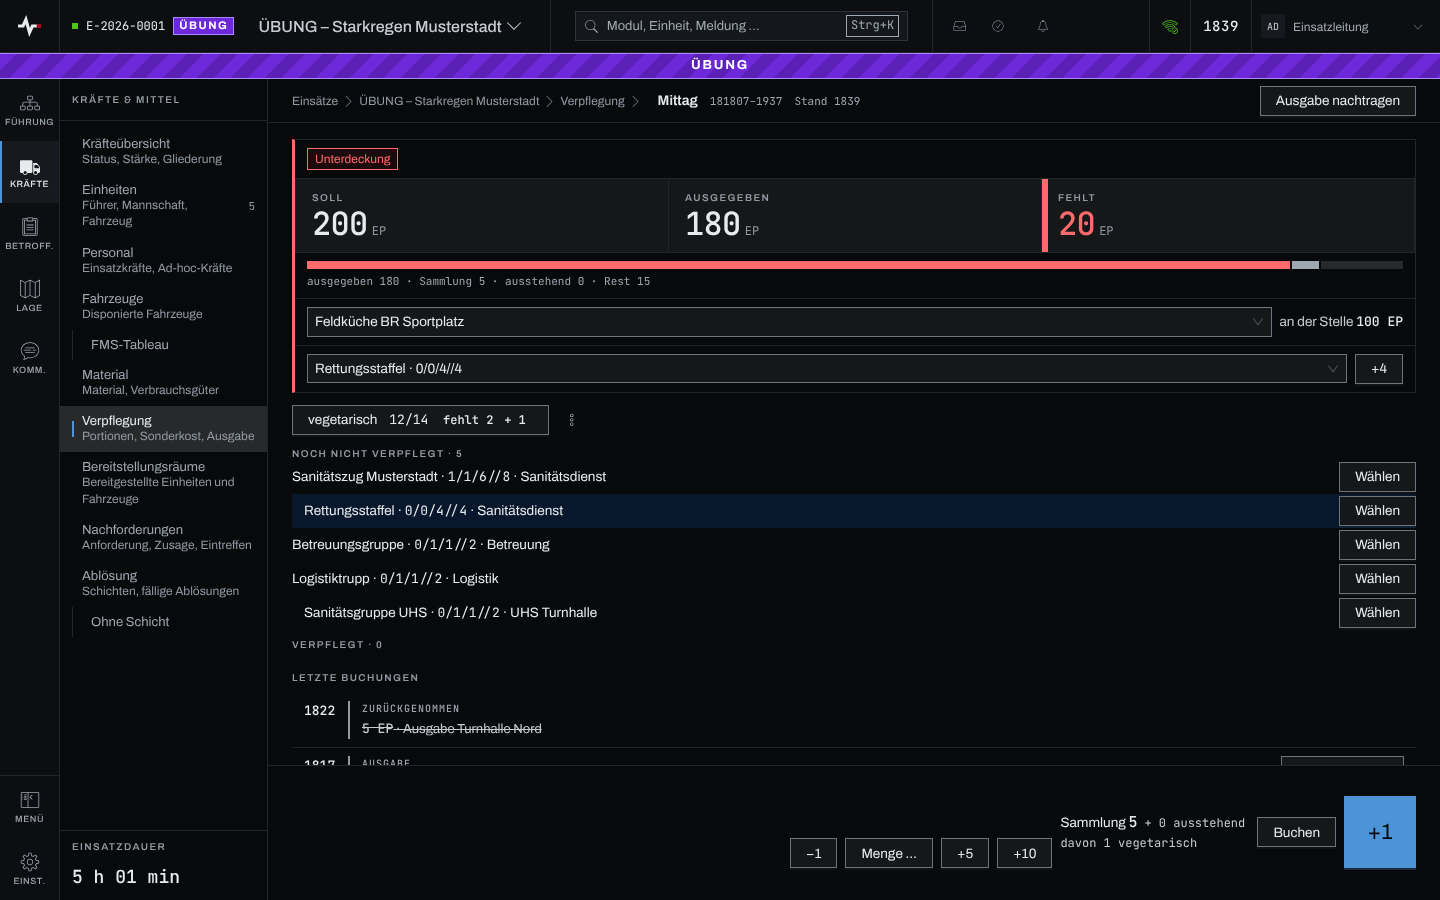 E-2026-0001 ÜBUNG ÜBUNG – Starkregen Musterstadt Modul, Einheit, Meldung ... Strg+K 1839 AD Einsatzleitung
ÜBUNG
FÜHRUNG
KRÄFTE
BETROFF.
LAGE
KOMM.
MENÜ
EINST.
KRÄFTE & MITTEL
Kräfteübersicht
Status, Stärke, Gliederung
Einheiten
Führer, Mannschaft, 5
Fahrzeug
Personal
Einsatzkräfte, Ad-hoc-Kräfte
Fahrzeuge
Disponierte Fahrzeuge
FMS-Tableau
Material
Material, Verbrauchsgüter
Verpflegung
Portionen, Sonderkost, Ausgabe
Bereitstellungsräume
Bereitgestellte Einheiten und
Fahrzeuge
Nachforderungen
Anforderung, Zusage, Eintreffen
Ablösung
Schichten, fällige Ablösungen
Ohne Schicht
EINSATZDAUER
5 h 01 min
Einsätze ÜBUNG – Starkregen Musterstadt Verpflegung Mittag 181807–1937 Stand 1839 Ausgabe nachtragen
Unterdeckung
SOLL AUSGEGEBEN FEHLT
200 EP 180 EP 20 EP
ausgegeben 180 · Sammlung 5 · ausstehend 0 · Rest 15
Feldküche BR Sportplatz an der Stelle 100 EP
Rettungsstaffel · 0/0/4//4 +4
vegetarisch 12/14 fehlt 2 + 1
NOCH NICHT VERPFLEGT · 5
Sanitätszug Musterstadt · 1/1/6//8 · Sanitätsdienst Wählen
Rettungsstaffel · 0/0/4//4 · Sanitätsdienst Wählen
Betreuungsgruppe · 0/1/1//2 · Betreuung Wählen
Logistiktrupp · 0/1/1//2 · Logistik Wählen
Sanitätsgruppe UHS · 0/1/1//2 · UHS Turnhalle Wählen
VERPFLEGT · 0
LETZTE BUCHUNGEN
1822 ZURÜCKGENOMMEN
5 EP · Ausgabe Turnhalle Nord
1817 AUSGABE
−1 Menge ... +5 +10
Sammlung 5 + 0 ausstehend
davon 1 vegetarisch
Buchen
+1